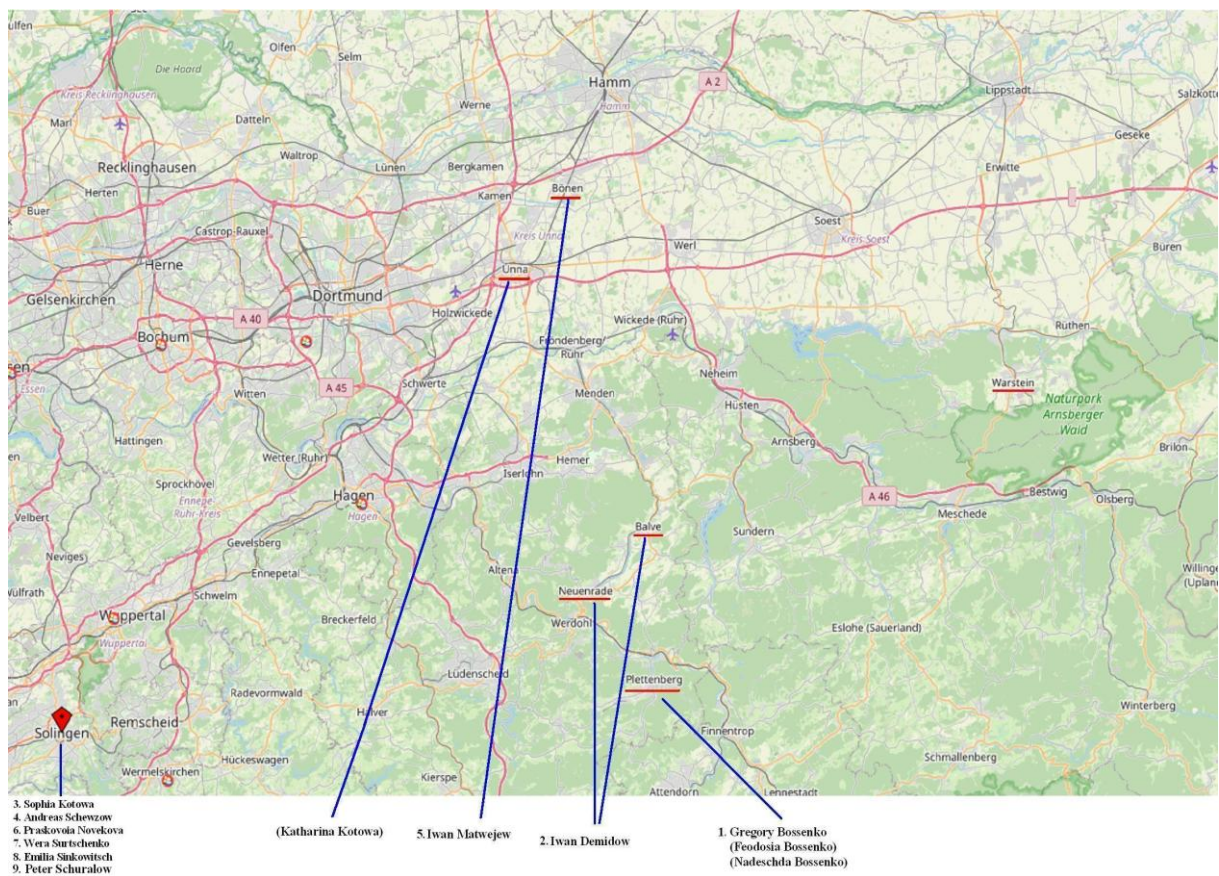 Olfen
Selm
Hamm
A 2
Die Haard
Lippstadt
Salzkotte
Kreis Recklinghausen
Hamm
Werne
Marl
Datteln
Geseke
Waltrop
Lünen
Bergkamen
Recklinghausen
Erwitte
Herten
Kamen
Bönen
Buer
Castrop-Rauxel
Kreis Unna
Soest
Kreis Soest
Werl
Büren
Herne
Unna
Gelsenkirchen
Dortmund
Holzwickede
A 40
Wickede (Ruhr)
Rüthen
Bochum
Fröndenberg/
Ruhr
Essen
A 45
Schwerte
Neheim
Warstein
Witten
Menden
Hüsten
Naturpark
Arnsberger
Wald
Hattingen
Arnsberg
Brilon
Wetter (Ruhr)
Hemer
Iserlohn
Sprockhövel
Ennepe-
Ruhr-Kreis
Hagen
Hagen
A 46
Bestwig
Olsberg
Meschede
Velbert
Balve
Sundern
Gevelsberg
Neviges
Ennepetal
Altena
Willinge
(Upland
Wülfrath
Schwelm
Neuenrade
Wuppertal
Breckerfeld
Werdohl
Eslohe (Sauerland)
Wuppertal
Lüdenscheid
Plettenberg
Radevormwald
Halver
Winterberg
Remscheid
Solingen
Finnentrop
Hückeswagen
Schmallenberg
Wermelskirchen
Kierspe
Attendorn
Lennestadt
3. Sophia Kotowa
4. Andreas Schewzow
6. Praskovoia Novekova
7. Wera Surtschenko
8. Emilia Sinkowitsch
9. Peter Schuralow
(Katharina Kotowa)
5. Iwan Matwejew
2. Iwan Demidow
1. Gregory Bossenko
(Feodosia Bossenko)
(Nadeschda Bossenko)